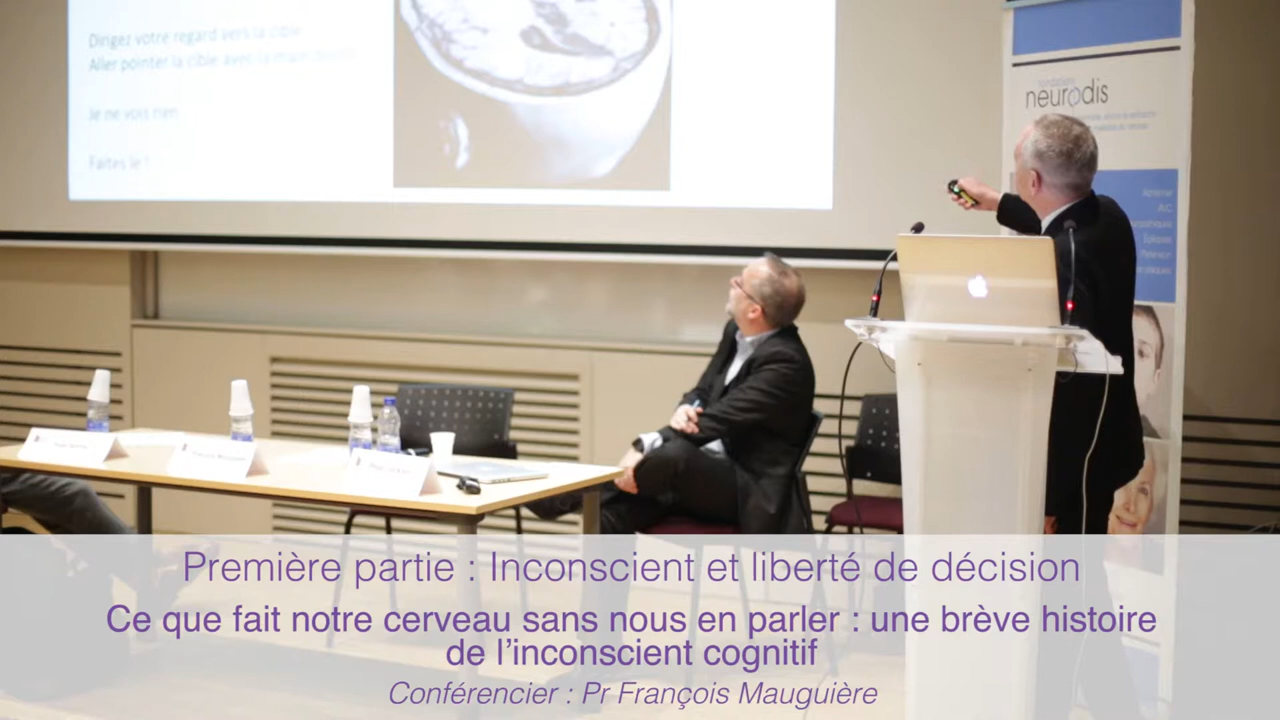 Dirigez votre regard vers la cible
Aller pointer la cible avec la main
Je ne vois rien
Faites le !
fondation
neurodis
Première partie : Inconscient et liberté de décision
Ce que fait notre cerveau sans nous en parler : une brève histoire
de l’inconscient cognitif
Conférencier : Pr François Mauguière